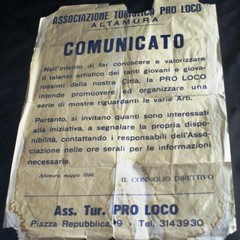 ASSOCIAZIONE TURISTICO PRO LOCO
ALTAMURA
COMUNICATO
Nell'intento di far conoscere e valorizzare
il talento artistico dei tanti giovani e giova-
nissimi della nostra Città, la PRO LOCO
intende promuovere ed organizzare una
serie di mostre riguardanti le varie Arti.
Pertanto, si invitano quanti sono interessati
alla iniziativa, a segnalare la propria dispo-
nibilità, contattando i responsabili dell'Asso-
ciazione nelle ore serali per le informazioni
necessarie.
Altamura, maggio
IL CONSIGLIO DIRETTIVO
Ass. Tur. PRO LOCO
Piazza Repubblica, 9 - Tel. 3143930